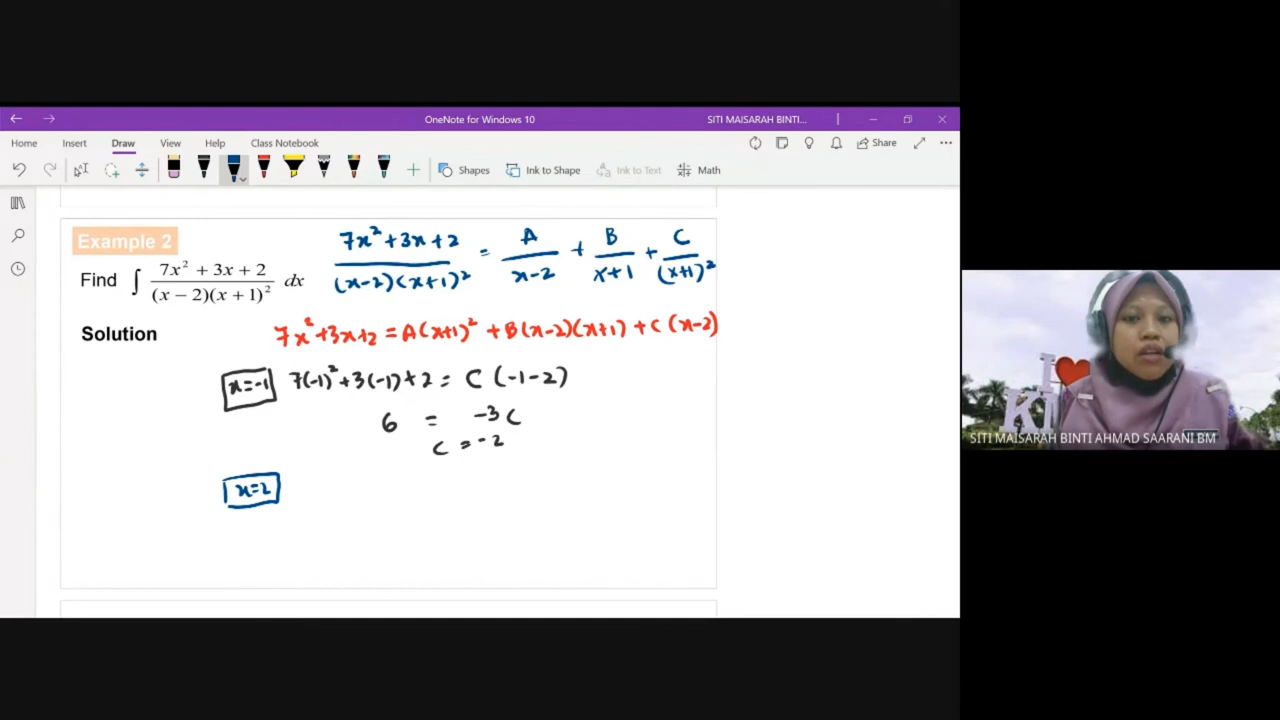 OneNote for Windows 10
SITI MAISARAH BINTI...
Home Insert Draw View Help Class Notebook
Share
Shapes Ink to Shape Ink to Text Math
Example 2
Find ∫ (7x² + 3x + 2)/((x − 2)(x + 1)²) dx
(7x²+3x+2)/((x-2)(x+1)²) = A/(x-2) + B/(x+1) + C/(x+1)²
Solution
7x²+3x+2 = A(x+1)² + B(x-2)(x+1) + C(x-2)
x=-1 7(-1)²+3(-1)+2 = C(-1-2)
6 = -3C
C = -2
x=2
I
KI
SITI MAISARAH BINTI AHMAD SAARANI BM